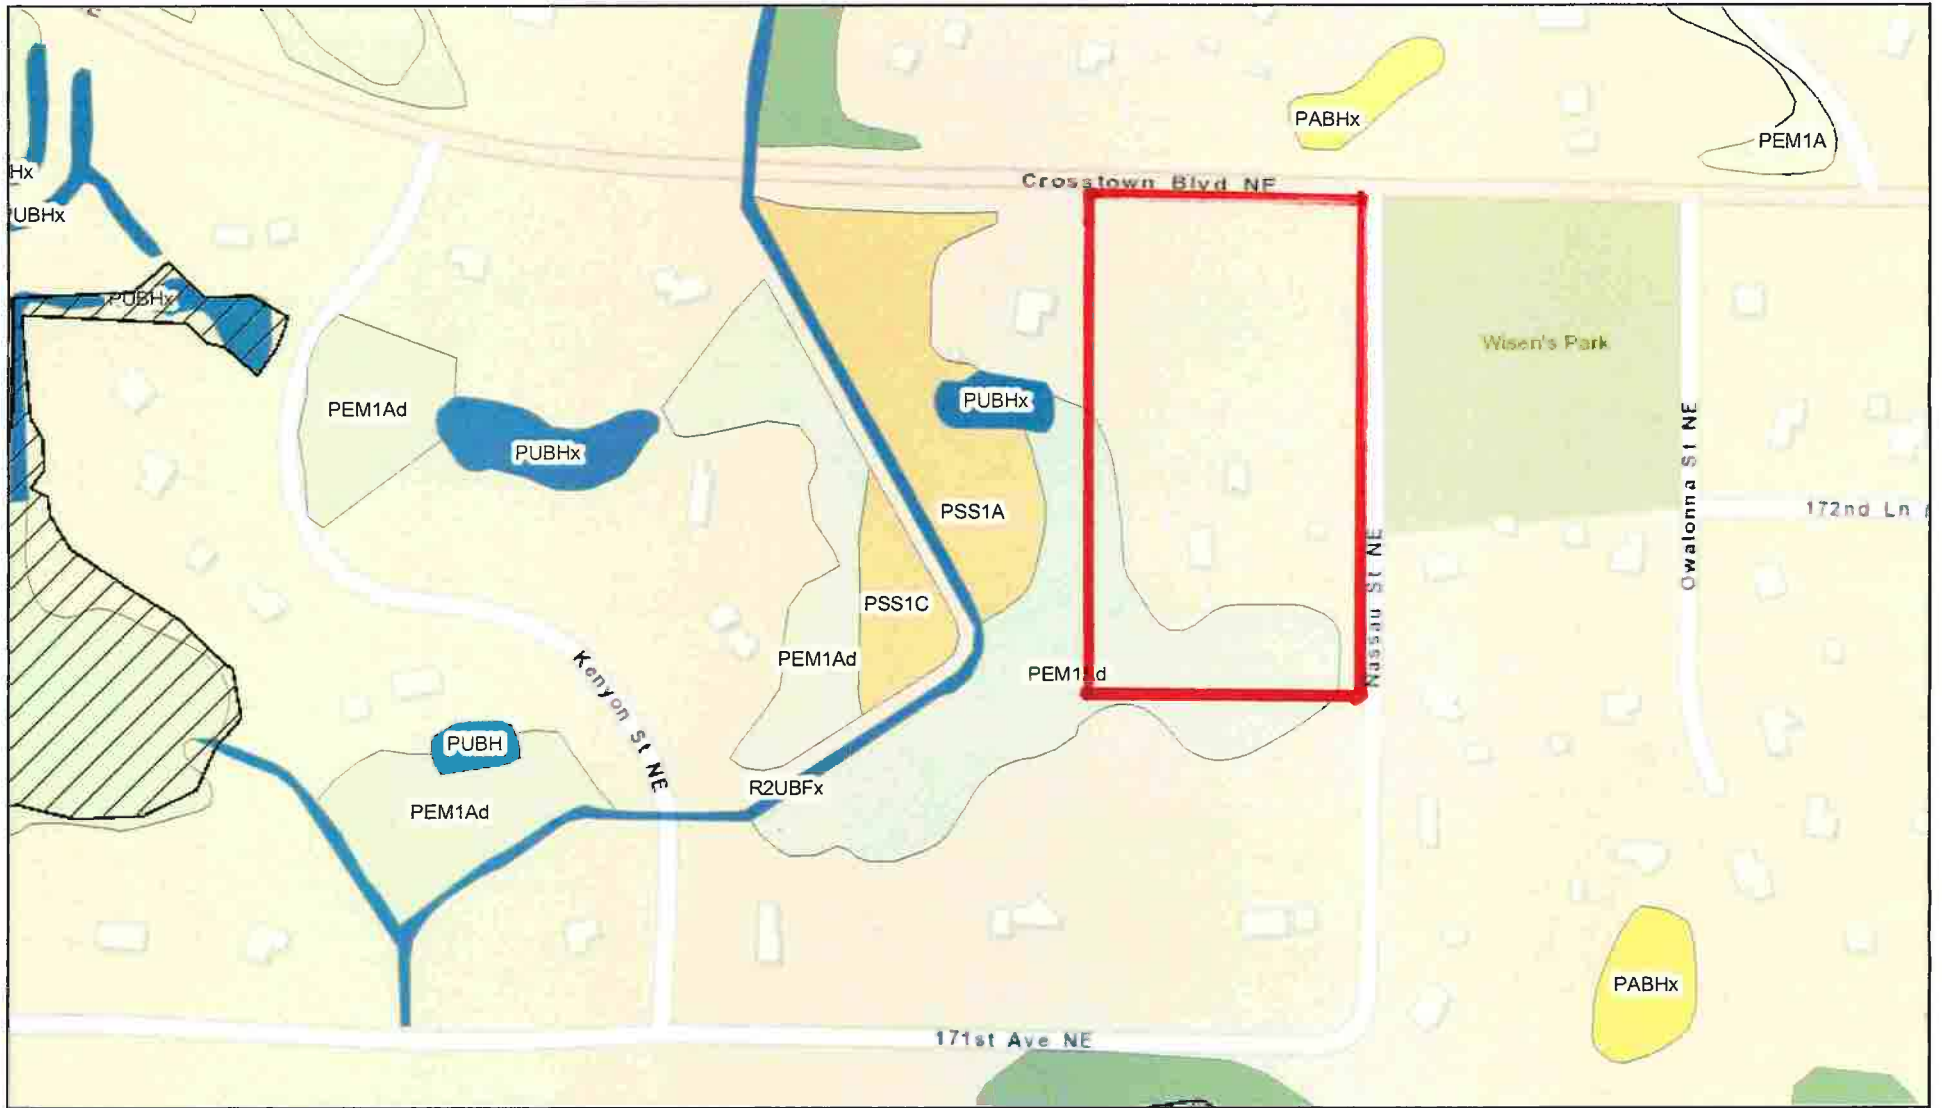 PABHx
PEM1A
Hx
UBHx
Crosstown Blvd NE
PUBHx
Wisen's Park
PEM1Ad
PUBHx
PUBHx
Owalonna St NE
PSS1A
172nd Ln
Nassau St NE
PSS1C
PEM1Ad
PEM1Ad
Kenyon St NE
PUBH
R2UBFx
PEM1Ad
PABHx
171st Ave NE